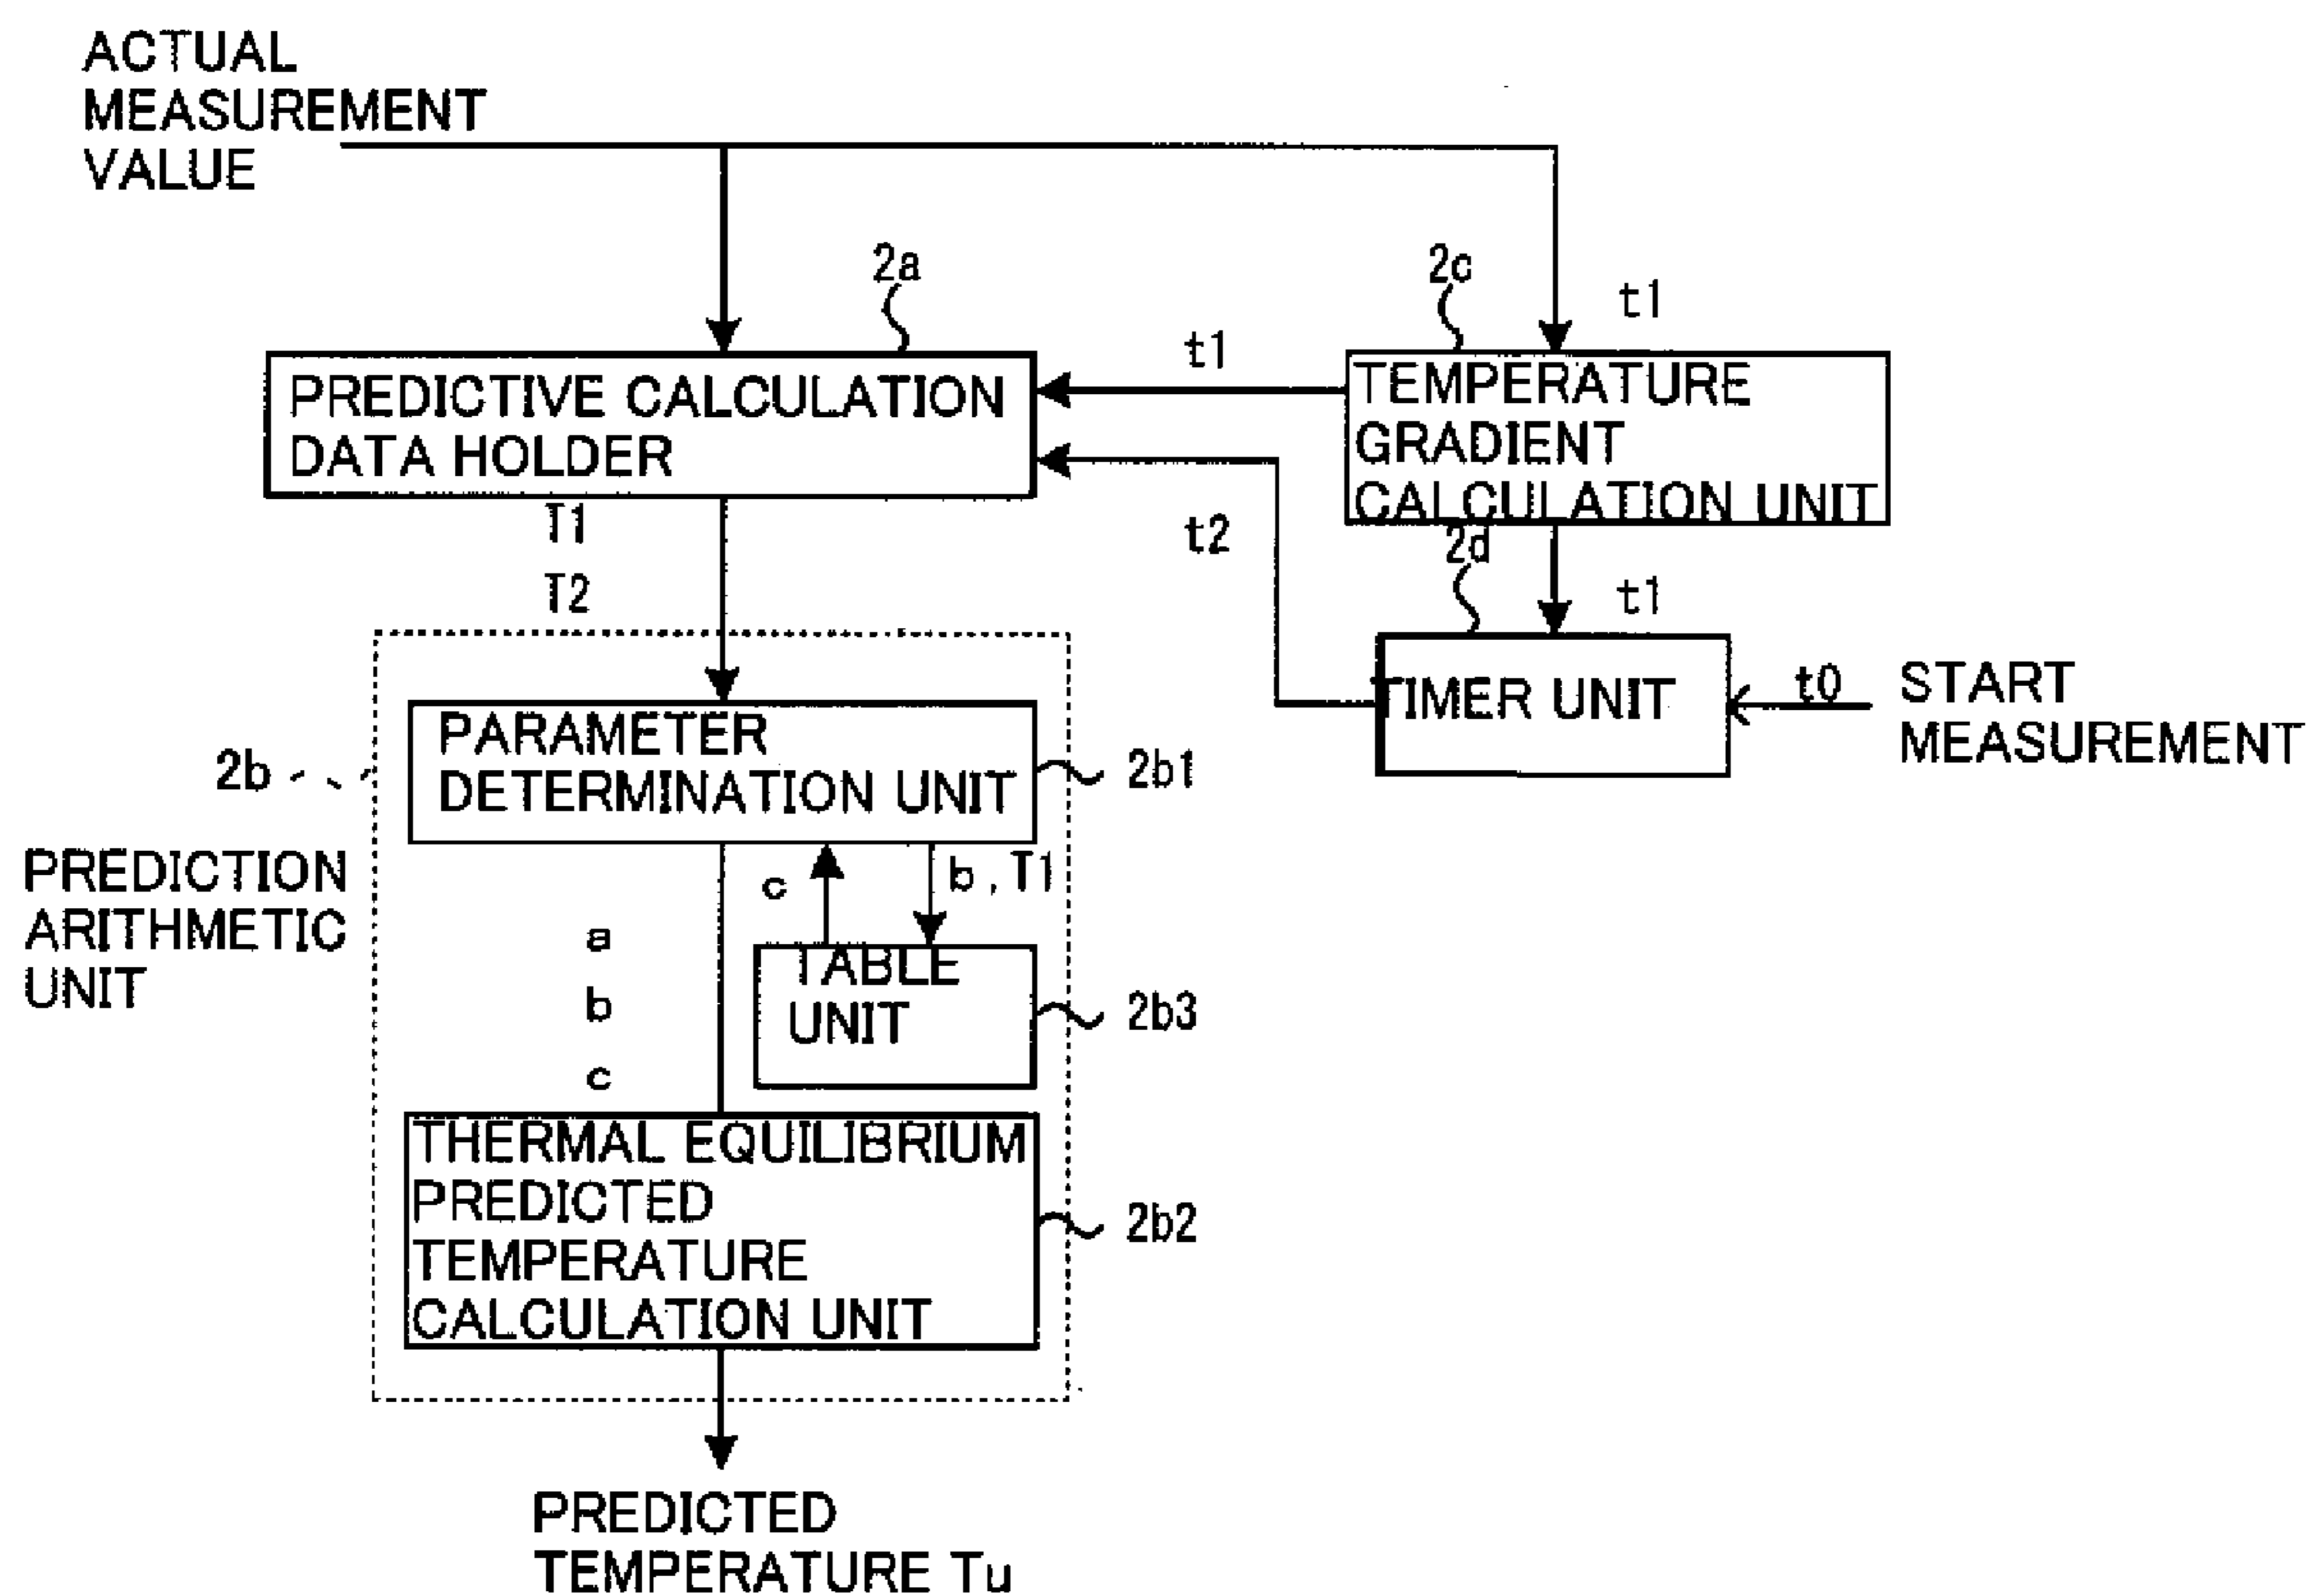 ACTUAL
MEASUREMENT
VALUE
2a
2c
t1
t1
PREDICTIVE CALCULATION
DATA HOLDER
TEMPERATURE
GRADIENT
CALCULATION UNIT
T1
T2
t2
2d
t1
TIMER UNIT
t0
START
MEASUREMENT
2b
PREDICTION
ARITHMETIC
UNIT
PARAMETER
DETERMINATION UNIT
2b1
c
b, T1
a
b
c
TABLE
UNIT
2b3
THERMAL EQUILIBRIUM
PREDICTED
TEMPERATURE
CALCULATION UNIT
2b2
PREDICTED
TEMPERATURE Tu